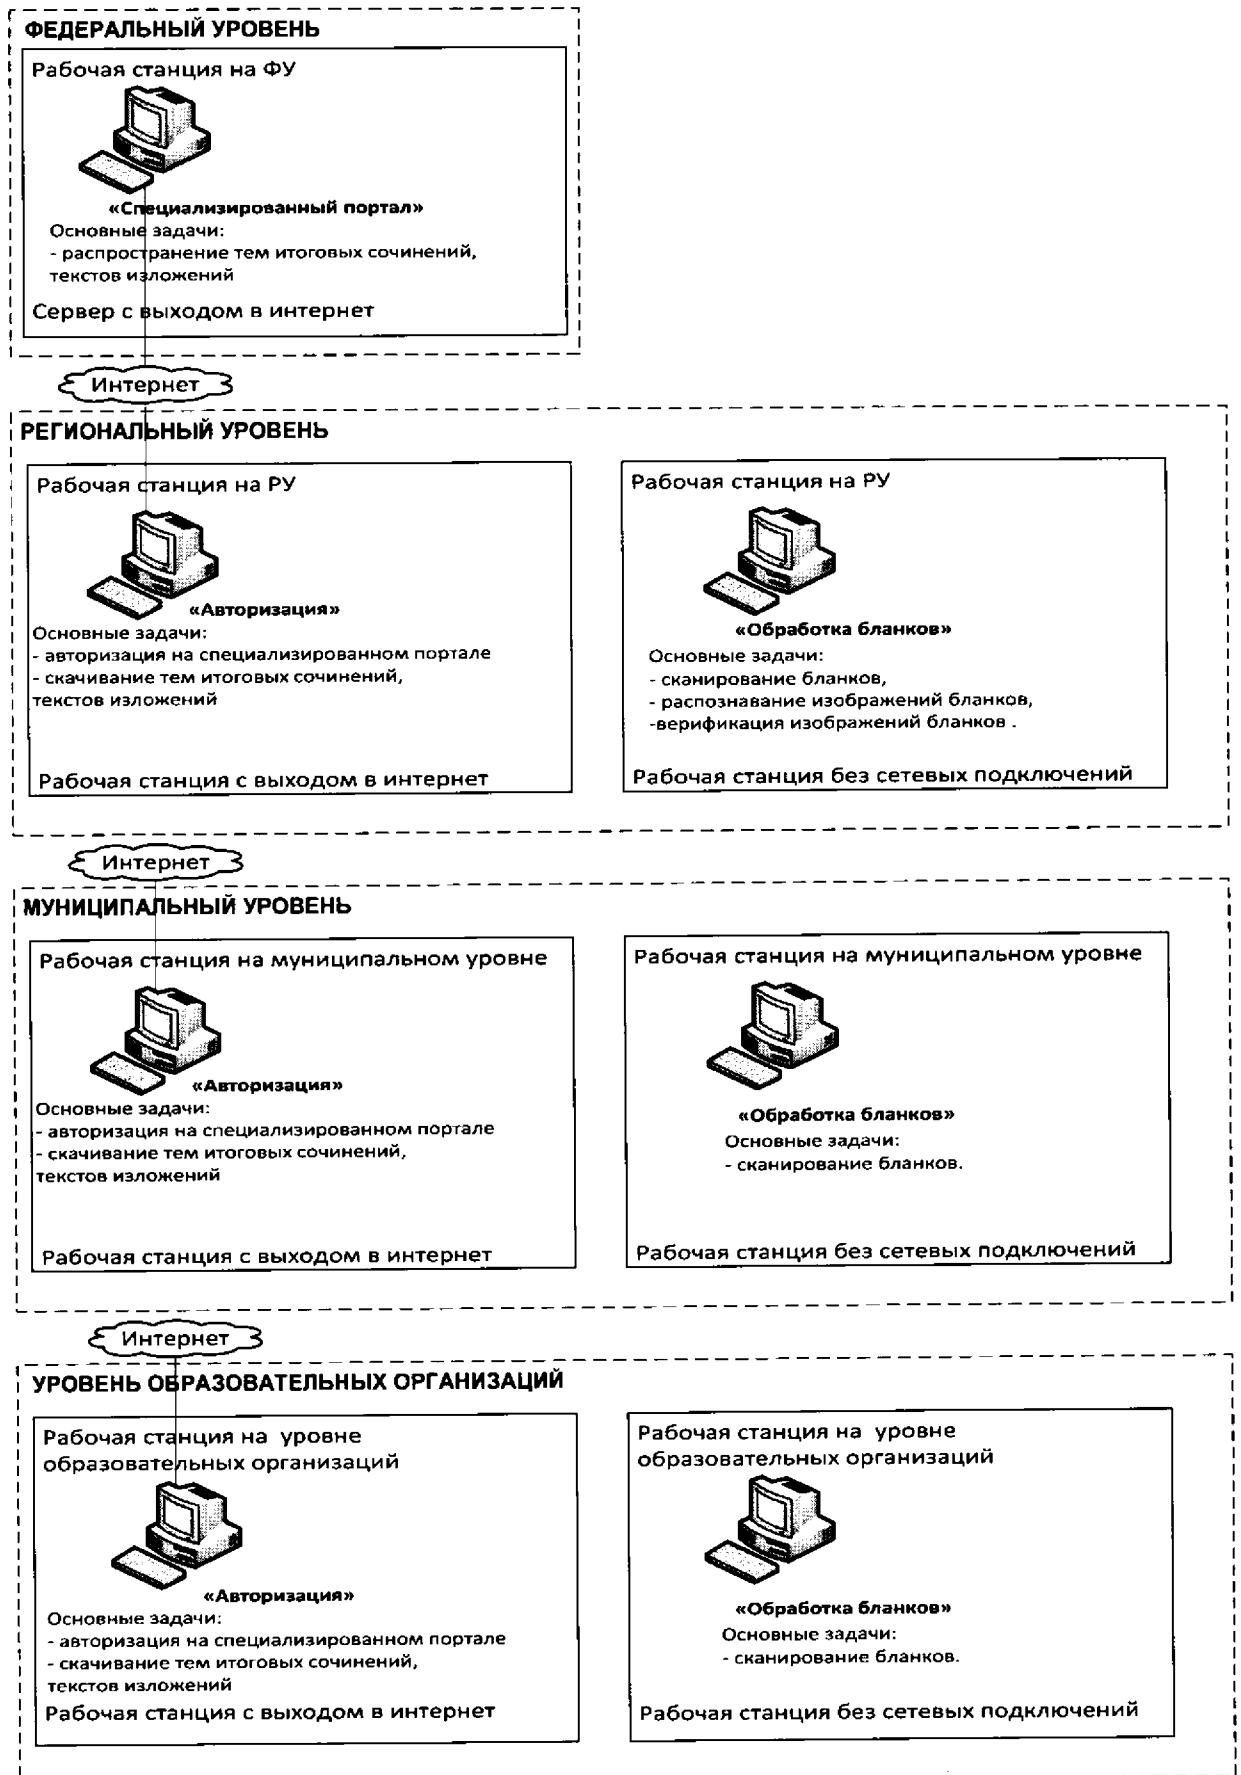 ФЕДЕРАЛЬНЫЙ УРОВЕНЬ
Рабочая станция на ФУ
«Специализированный портал»
Основные задачи:
- распространение тем итоговых сочинений,
текстов изложений
Сервер с выходом в интернет
Интернет
РЕГИОНАЛЬНЫЙ УРОВЕНЬ
Рабочая станция на РУ
«Авторизация»
Основные задачи:
- авторизация на специализированном портале
- скачивание тем итоговых сочинений,
текстов изложений
Рабочая станция с выходом в интернет
Рабочая станция на РУ
«Обработка бланков»
Основные задачи:
- сканирование бланков,
- распознавание изображений бланков,
-верификация изображений бланков .
Рабочая станция без сетевых подключений
Интернет
МУНИЦИПАЛЬНЫЙ УРОВЕНЬ
Рабочая станция на муниципальном уровне
«Авторизация»
Основные задачи:
- авторизация на специализированном портале
- скачивание тем итоговых сочинений,
текстов изложений
Рабочая станция с выходом в интернет
Рабочая станция на муниципальном уровне
«Обработка бланков»
Основные задачи:
- сканирование бланков.
Рабочая станция без сетевых подключений
Интернет
УРОВЕНЬ ОБРАЗОВАТЕЛЬНЫХ ОРГАНИЗАЦИЙ
Рабочая станция на уровне
образовательных организаций
«Авторизация»
Основные задачи:
- авторизация на специализированном портале
- скачивание тем итоговых сочинений,
текстов изложений
Рабочая станция с выходом в интернет
Рабочая станция на уровне
образовательных организаций
«Обработка бланков»
Основные задачи:
- сканирование бланков.
Рабочая станция без сетевых подключений